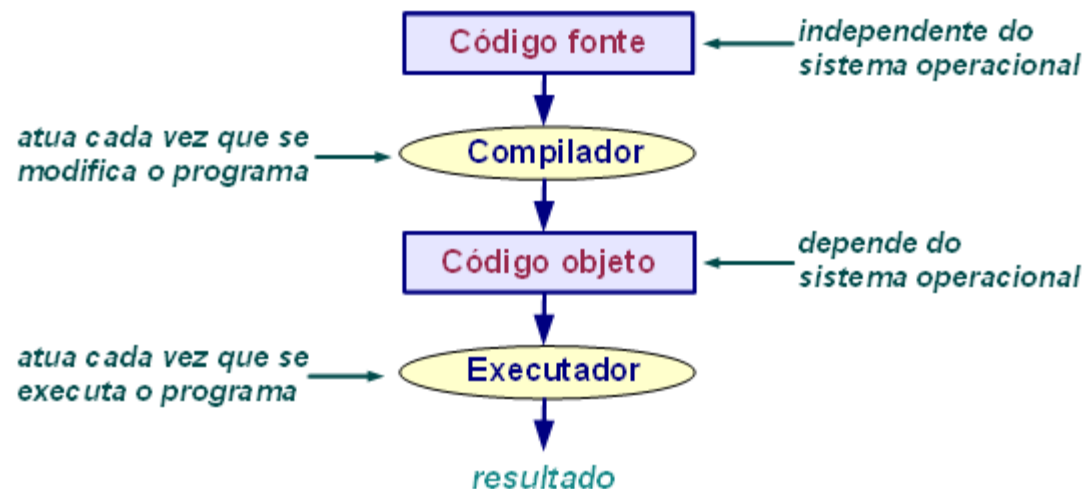 Código fonte
independente do
sistema operacional
atua cada vez que se
modifica o programa
Compilador
Código objeto
depende do
sistema operacional
atua cada vez que se
executa o programa
Executador
resultado